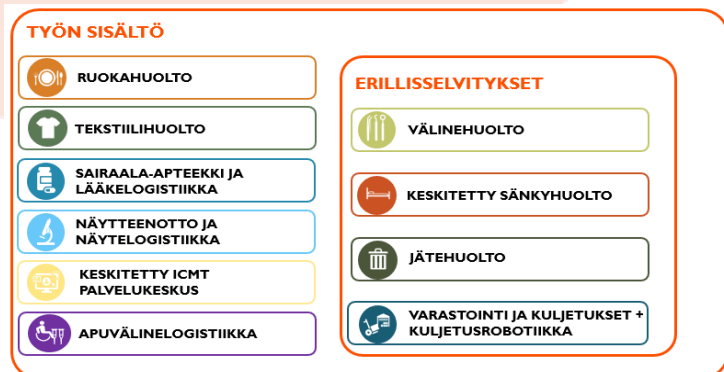 TYÖN SISÄLTÖ
RUOKAHUOLTO
TEKSTIILIHUOLTO
SAIRAALA-APTEEKKI JA
LÄÄKELOGISTIIKKA
NÄYTTEENOTTO JA
NÄYTELOGISTIIKKA
KESKITETTY ICMT
PALVELUKESKUS
APUVÄLINELOGISTIIKKA
ERILLISSELVITYKSET
VÄLINEHUOLTO
KESKITETTY SÄNKYHUOLTO
JÄTEHUOLTO
VARASTOINTI JA KULJETUKSET +
KULJETUSROBOTIIKKA